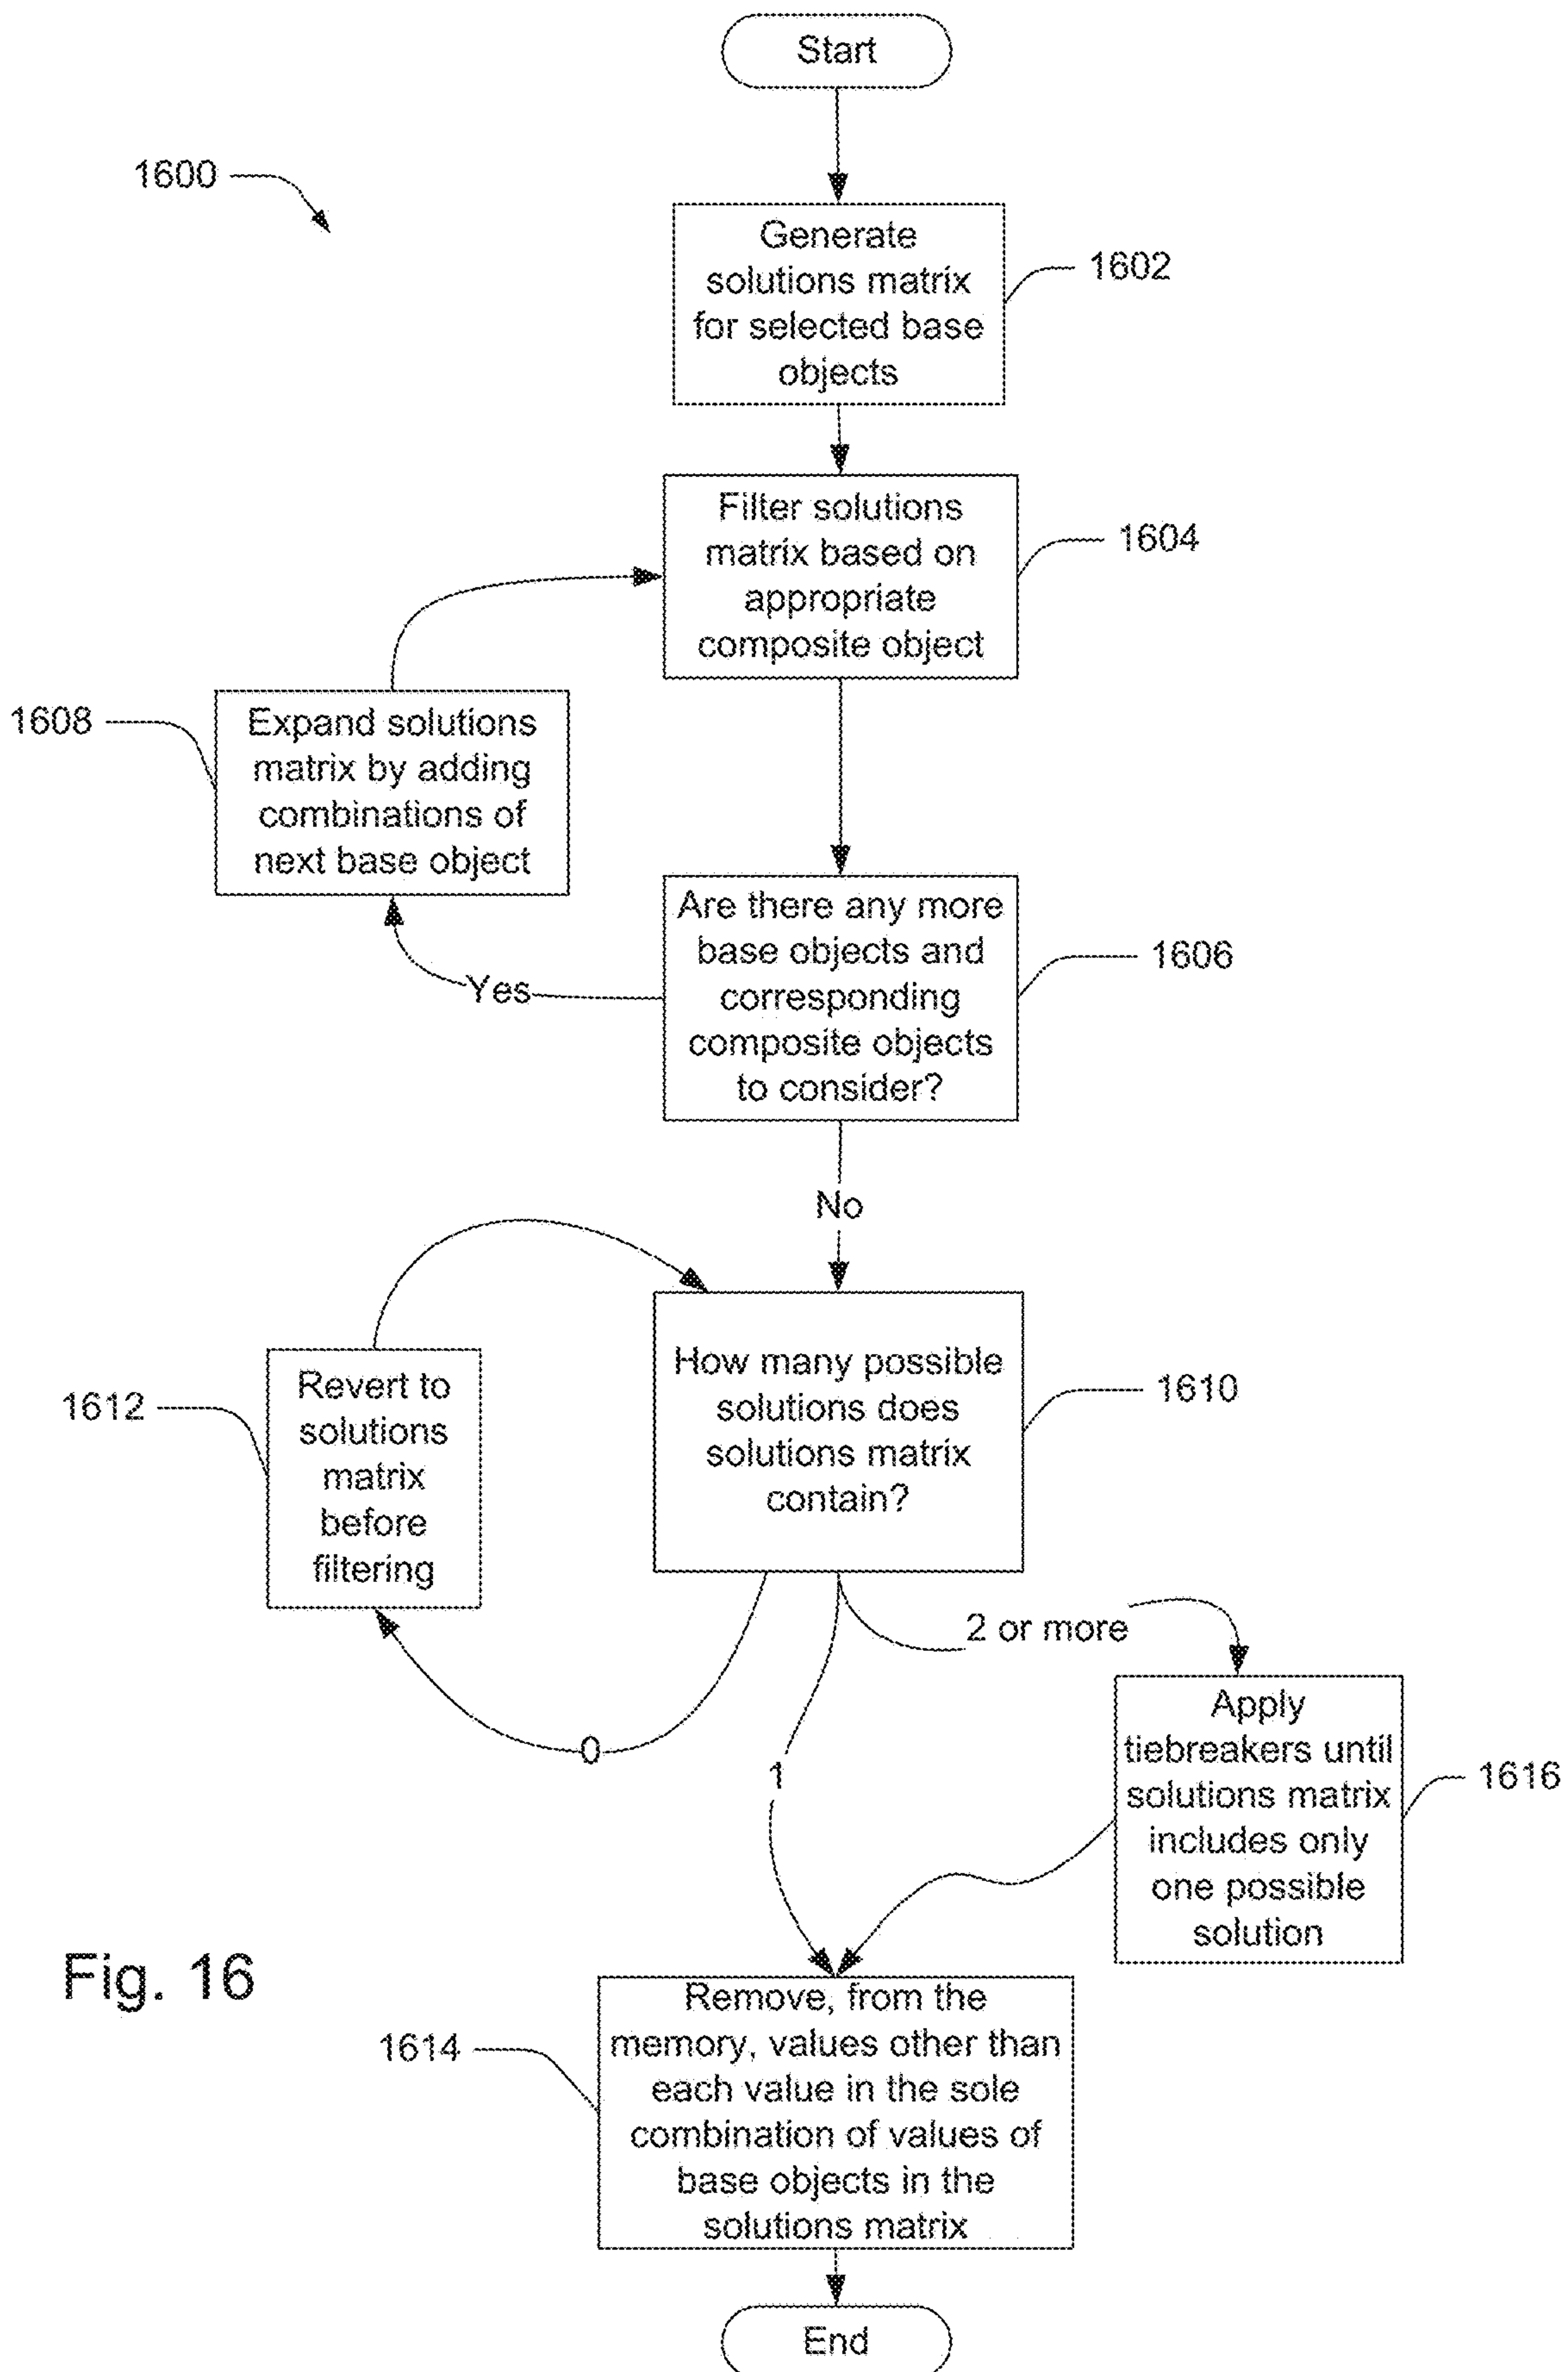 Start
1600
Generate
solutions matrix
for selected base
objects
1602
Filter solutions
matrix based on
appropriate
composite object
1604
1608
Expand solutions
matrix by adding
combinations of
next base object
Are there any more
base objects and
corresponding
composite objects
to consider?
1606
Yes
No
How many possible
solutions does
solutions matrix
contain?
1610
1612
Revert to
solutions
matrix
before
filtering
2 or more
0
1
Apply
tiebreakers until
solutions matrix
includes only
one possible
solution
1616
Fig. 16
1614
Remove, from the
memory, values other than
each value in the sole
combination of values of
base objects in the
solutions matrix
End